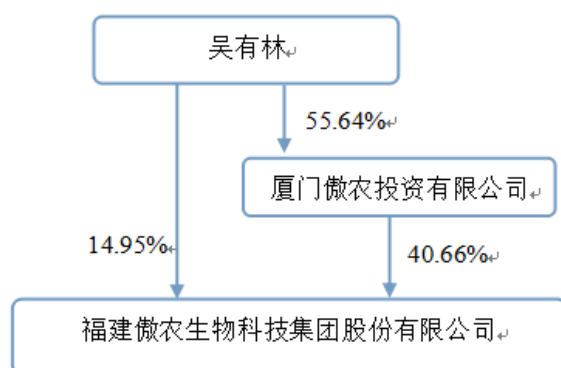 吴有林
55.64%
厦门傲农投资有限公司
14.95%
40.66%
福建傲农生物科技集团股份有限公司